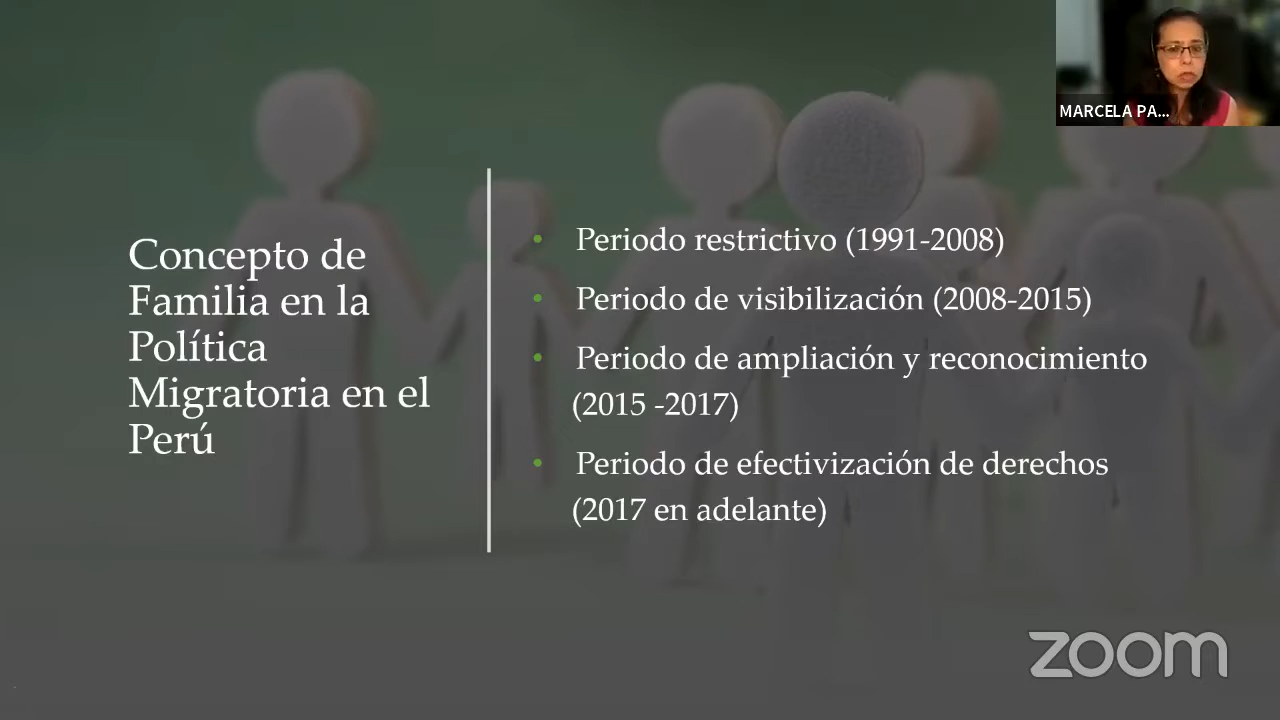 MARCELA PA...
Concepto de
Familia en la
Política
Migratoria en el
Perú
• Periodo restrictivo (1991-2008)
• Periodo de visibilización (2008-2015)
• Periodo de ampliación y reconocimiento
(2015 -2017)
• Periodo de efectivización de derechos
(2017 en adelante)
zoom